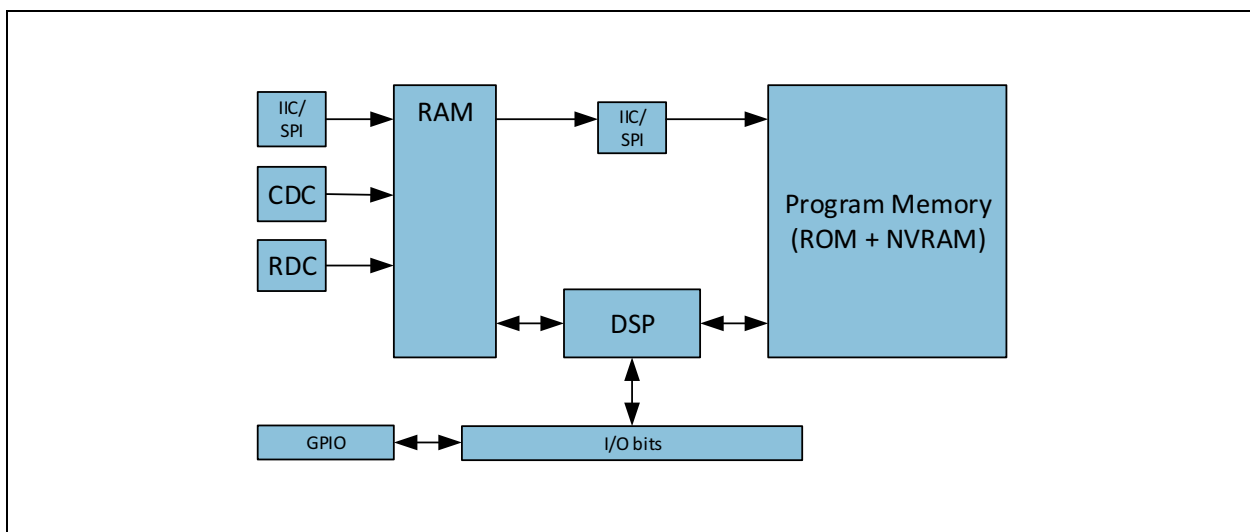 IIC/
SPI
RAM
IIC/
SPI
CDC
RDC
Program Memory
(ROM + NVRAM)
DSP
GPIO
I/O bits